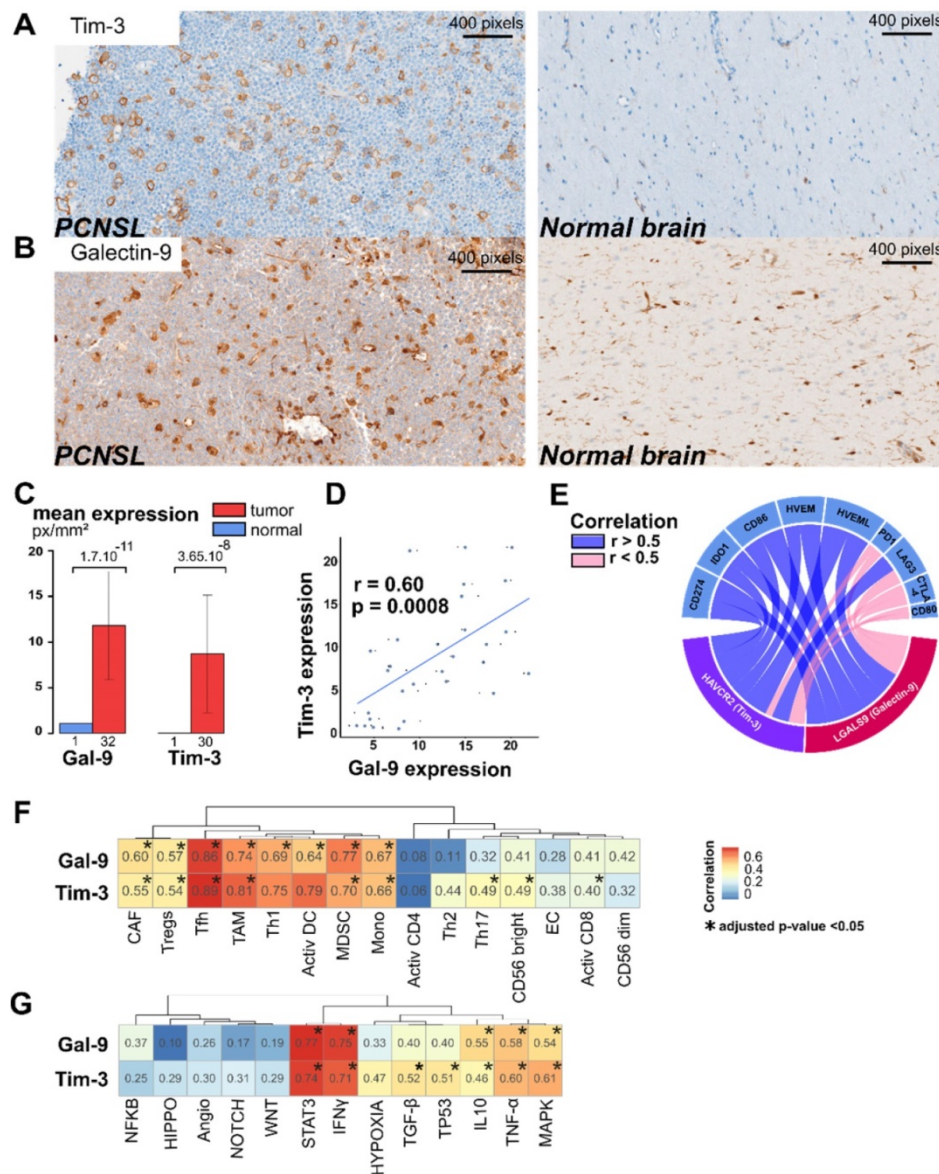 A
Tim-3
400 pixels
400 pixels
PCNSL
Normal brain
B
Galectin-9
400 pixels
400 pixels
PCNSL
Normal brain
C
mean expression
px/mm²
tumor
normal
1.7.10-11
3.65.10-8
20
15
10
5
0
1 32 1 30
Gal-9 Tim-3
D
r = 0.60
p = 0.0008
Tim-3 expression
20
15
10
5
0
5 10 15 20
Gal-9 expression
E
Correlation
r > 0.5
r < 0.5
CD274
IDO1
CD86
HVEM
HVEML
PD1
LAG3
CTLA
-4
CD80
HAVCR2 (Tim-3)
LGALS9 (Galectin-9)
F
Gal-9 0.60* 0.57* 0.86* 0.74* 0.69* 0.64* 0.77* 0.67* 0.08 0.11 0.32 0.41 0.28 0.41 0.42
Tim-3 0.55* 0.54* 0.89* 0.81* 0.75 0.79 0.70* 0.66* 0.06 0.44 0.49* 0.49* 0.38 0.40* 0.32
CAF Tregs Tfh TAM Th1 Activ DC MDSC Mono Activ CD4 Th2 Th17 CD56 bright EC Activ CD8 CD56 dim
Correlation
0.6
0.4
0.2
0
* adjusted p-value <0.05
G
Gal-9 0.37 0.10 0.26 0.17 0.19 0.77* 0.75* 0.33 0.40 0.40 0.55* 0.58* 0.54*
Tim-3 0.25 0.29 0.30 0.31 0.29 0.74* 0.71* 0.47 0.52* 0.51* 0.46* 0.60* 0.61*
NFKB HIPPO Angio NOTCH WNT STAT3 IFNγ HYPOXIA TGF-β TP53 IL10 TNF-α MAPK